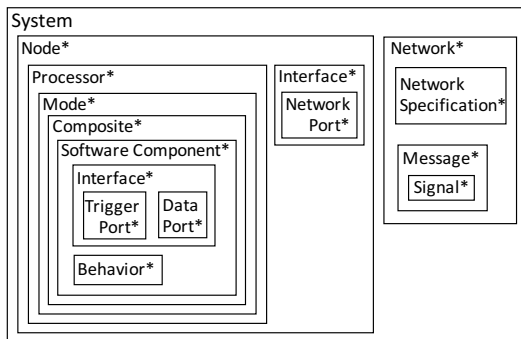 System
Node*
Processor*
Mode*
Composite*
Software Component*
Interface*
Trigger
Port*
Data
Port*
Behavior*
Interface*
Network
Port*
Network*
Network
Specification*
Message*
Signal*